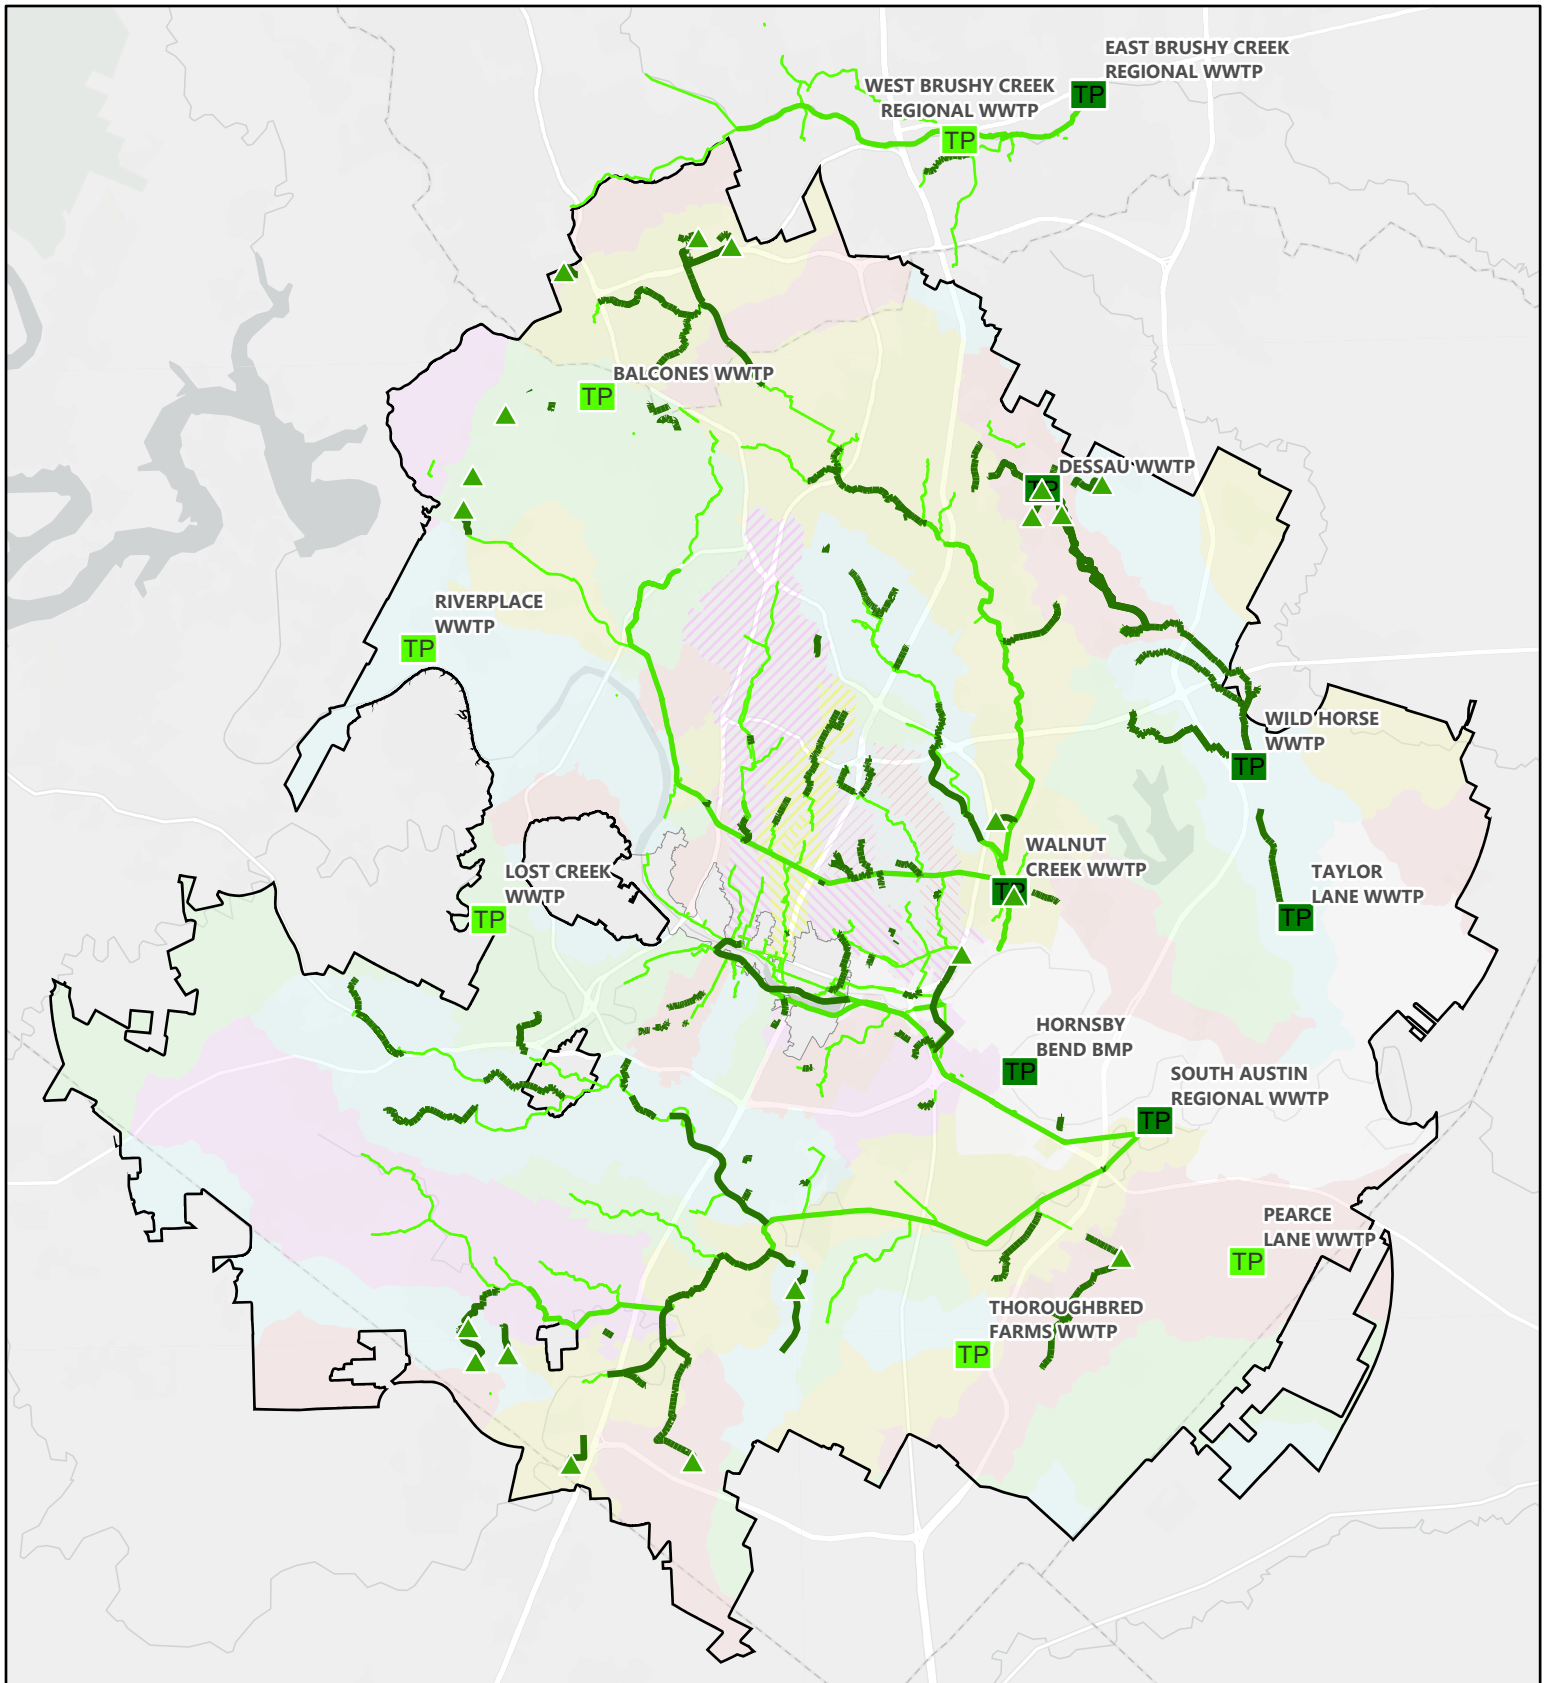 EAST BRUSHY CREEK
REGIONAL WWTP
TP
WEST BRUSHY CREEK
REGIONAL WWTP
TP
BALCONES WWTP
TP
DESSAU WWTP
TP
RIVERPLACE
WWTP
TP
WILD HORSE
WWTP
TP
WALNUT
CREEK WWTP
TP
LOST CREEK
WWTP
TP
TAYLOR
LANE WWTP
TP
HORNSBY
BEND BMP
TP
SOUTH AUSTIN
REGIONAL WWTP
TP
PEARCE
LANE WWTP
TP
THOROUGHBRED
FARMS WWTP
TP